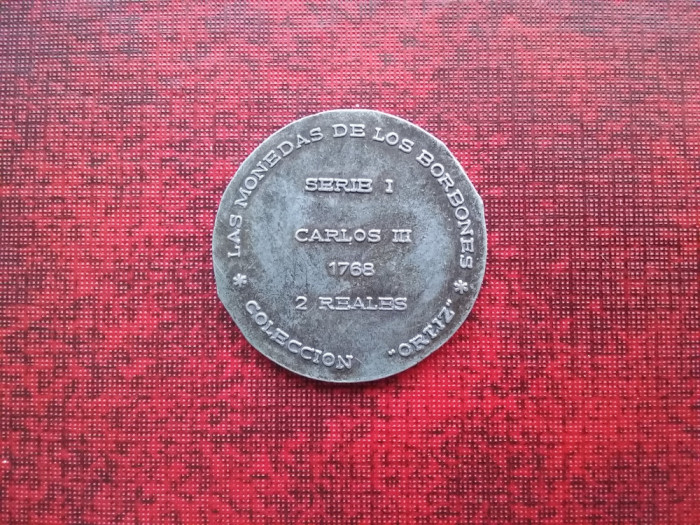 * LAS MONEDAS DE LOS BORBONES *
SERIE I
CARLOS III
1768
2 REALES
COLECCION "ORTIZ"